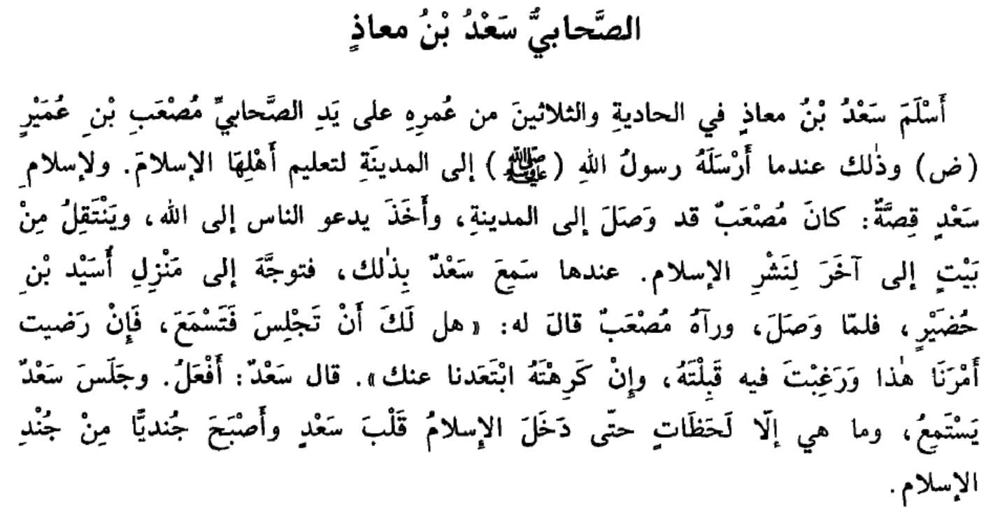 الصَّحابيُّ سَعْدُ بْنُ معاذٍ
أَسْلَمَ سَعْدُ بْنُ معاذٍ في الحاديةِ والثلاثينَ من عُمرِهِ على يَدِ الصَّحابيِّ مُصْعَبِ بْنِ عُمَيْرٍ
(ض) وذٰلك عندما أَرْسَلَهُ رسولُ اللهِ (ﷺ) إلى المدينَةِ لتعليم أَهْلِهَا الإسلامَ. ولإسلامِ
سَعْدٍ قِصَّةٌ: كانَ مُصْعَبٌ قد وَصَلَ إلى المدينةِ، وأَخَذَ يدعو الناس إلى الله، ويَنْتَقِلُ مِنْ
بَيْتٍ إلى آخَرَ لِنَشْرِ الإسلام. عندها سَمِعَ سَعْدٌ بِذٰلك، فتوجَّهَ إلى مَنْزِلِ أُسَيْد بْنِ
حُضَيْرٍ، فلمّا وَصَلَ، ورآهُ مُصْعَبٌ قالَ له: «هل لَكَ أَنْ تَجْلِسَ فَتَسْمَعَ، فَإِنْ رَضيت
أَمْرَنَا هٰذا وَرَغِبْتَ فيه قَبِلْتَهُ، وإِنْ كَرِهْتَهُ ابْتَعَدنا عنك». قال سَعْدٌ: أَفْعَلُ. وجَلَسَ سَعْدٌ
يَسْتَمِعُ، وما هي إلّا لَحَظَاتٍ حتّى دَخَلَ الإِسلامُ قَلْبَ سَعْدٍ وأَصْبَحَ جُنديًّا مِنْ جُنْدِ
الإسلام.